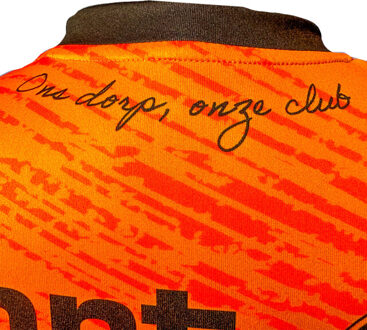 Ons dorp, onze club